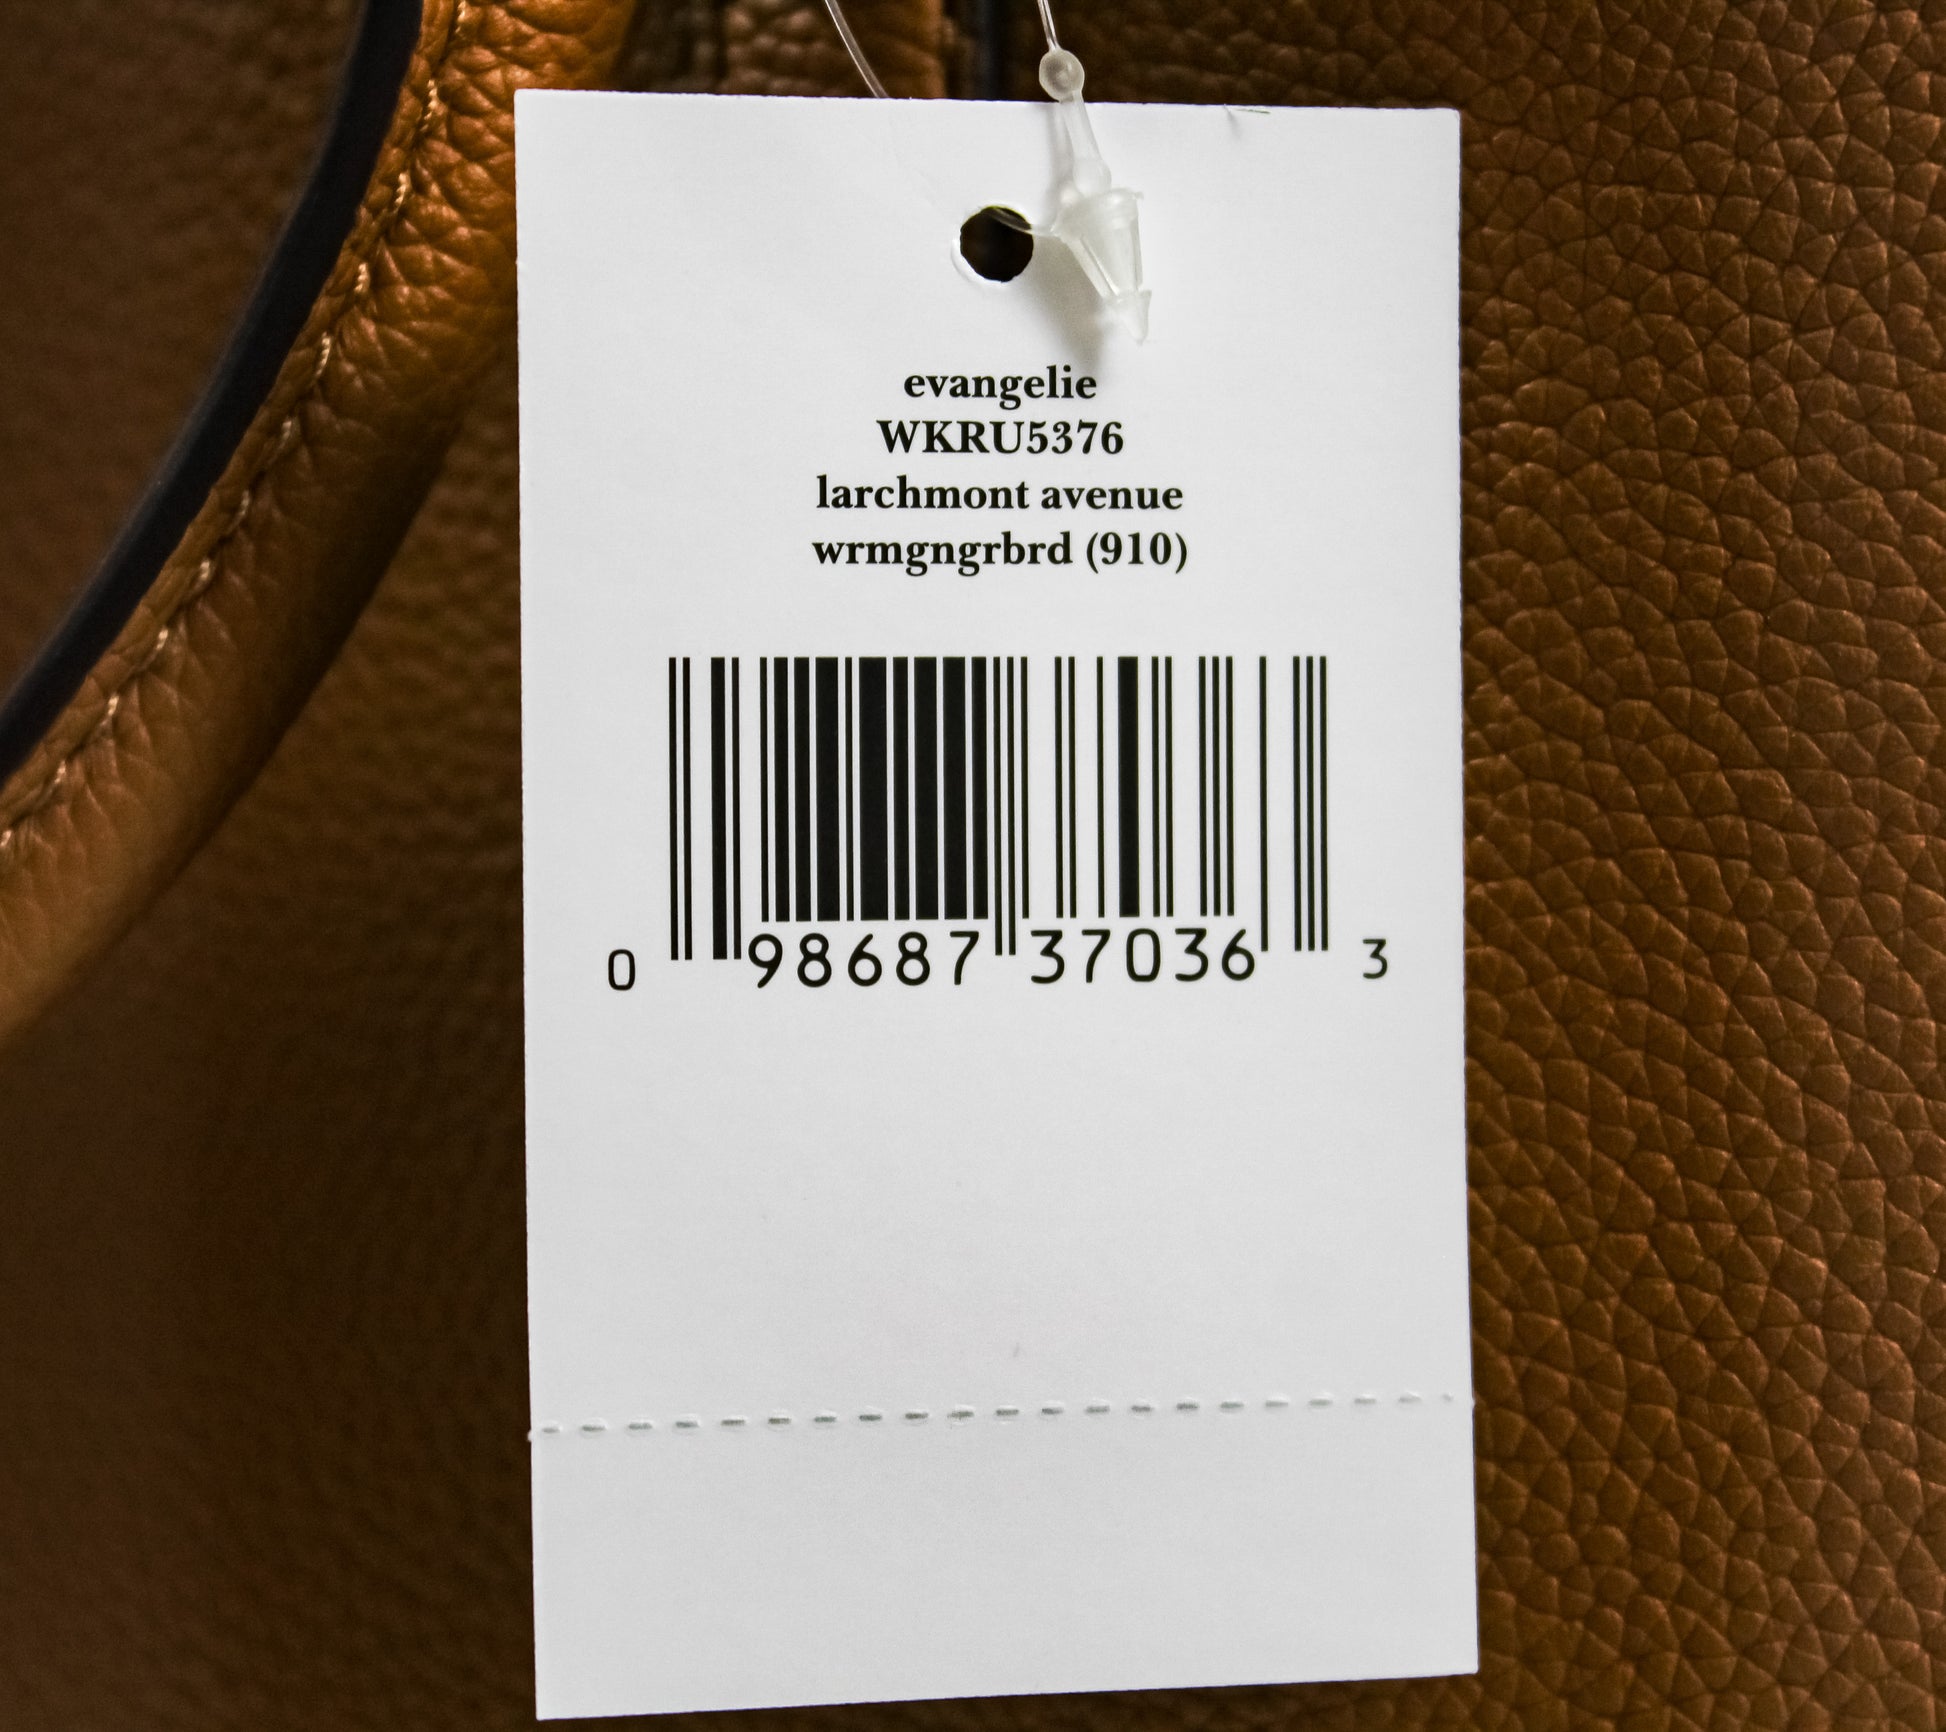 evangelie
WKRU5376
larchmont avenue
wrmgngrbrd (910)
0 98687 37036 3